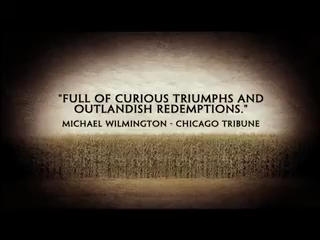 "FULL OF CURIOUS TRIUMPHS AND
OUTLANDISH REDEMPTIONS."
MICHAEL WILMINGTON - CHICAGO TRIBUNE